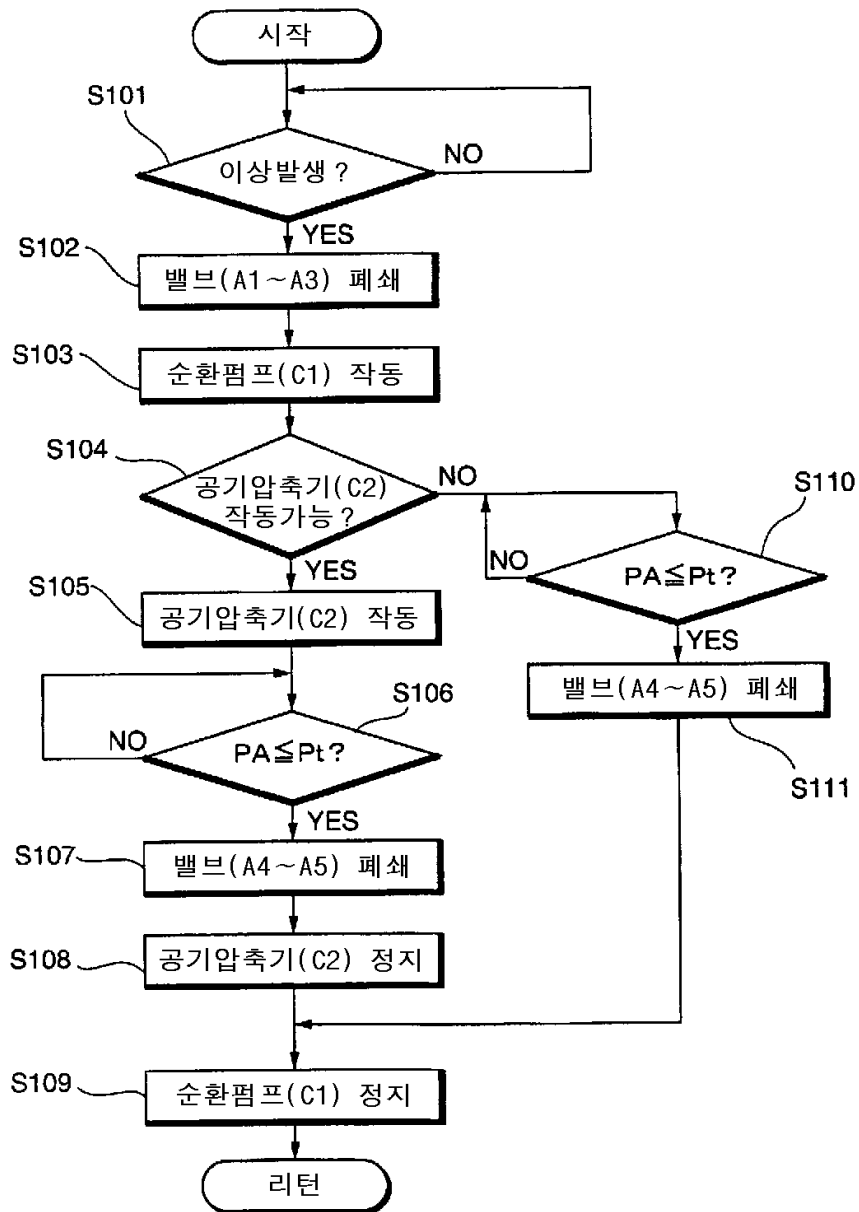 시작
S101
이상발생?
NO
YES
S102
밸브(A1~A3) 폐쇄
S103
순환펌프(C1) 작동
S104
공기압축기(C2)
작동가능?
NO
YES
S110
PA≦Pt?
NO
YES
S105
공기압축기(C2) 작동
밸브(A4~A5) 폐쇄
S111
S106
PA≦Pt?
NO
YES
S107
밸브(A4~A5) 폐쇄
S108
공기압축기(C2) 정지
S109
순환펌프(C1) 정지
리턴